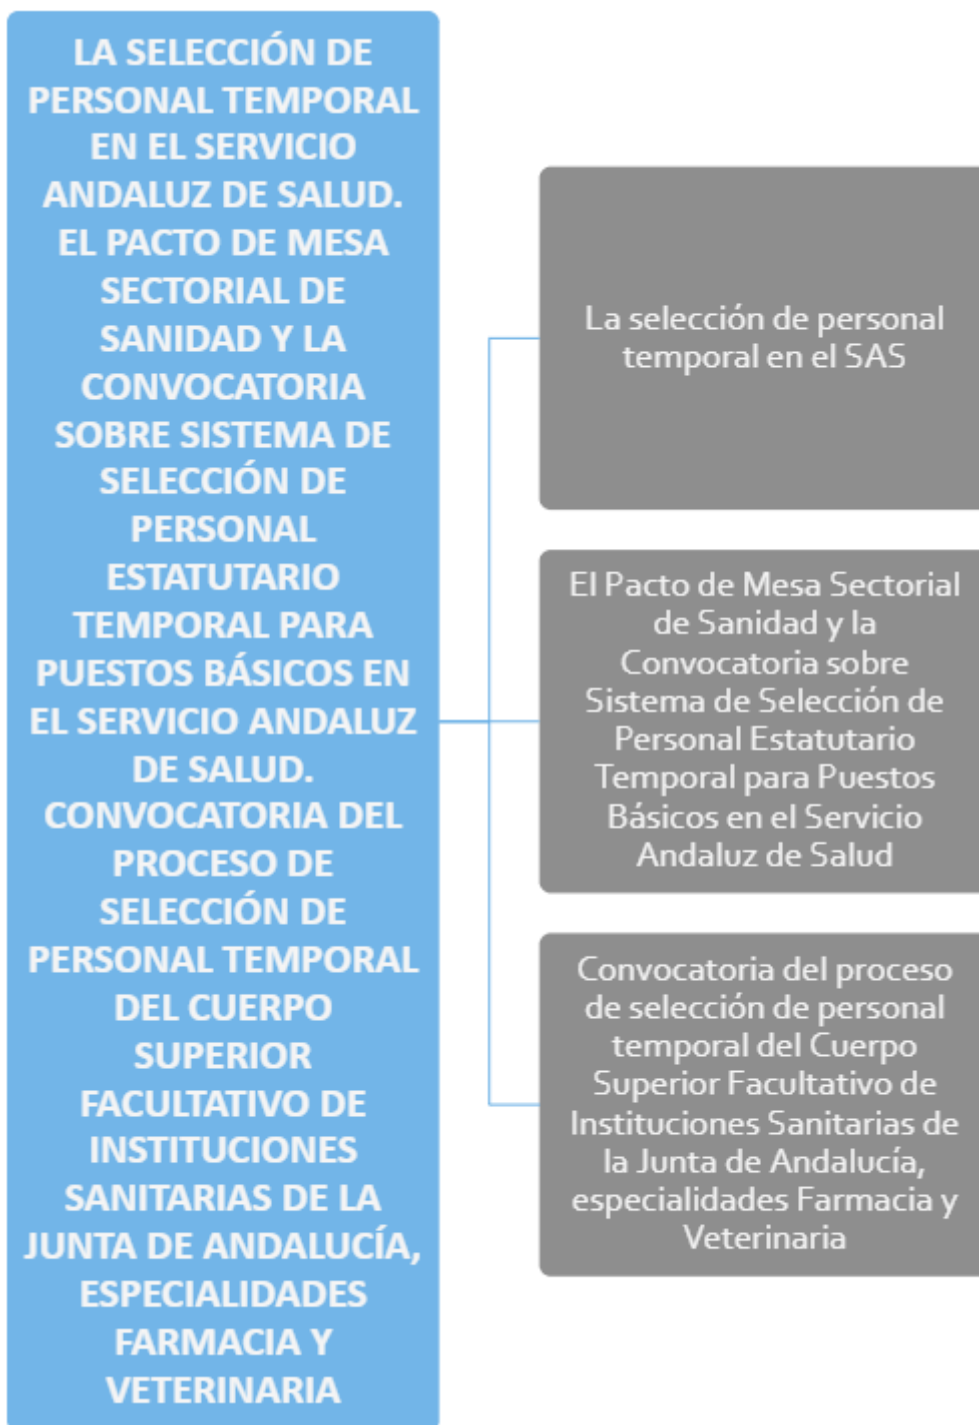 LA SELECCIÓN DE
PERSONAL TEMPORAL
EN EL SERVICIO
ANDALUZ DE SALUD.
EL PACTO DE MESA
SECTORIAL DE
SANIDAD Y LA
CONVOCATORIA
SOBRE SISTEMA DE
SELECCIÓN DE
PERSONAL
ESTATUTARIO
TEMPORAL PARA
PUESTOS BÁSICOS EN
EL SERVICIO ANDALUZ
DE SALUD.
CONVOCATORIA DEL
PROCESO DE
SELECCIÓN DE
PERSONAL TEMPORAL
DEL CUERPO
SUPERIOR
FACULTATIVO DE
INSTITUCIONES
SANITARIAS DE LA
JUNTA DE ANDALUCÍA,
ESPECIALIDADES
FARMACIA Y
VETERINARIA
La selección de personal
temporal en el SAS
El Pacto de Mesa Sectorial
de Sanidad y la
Convocatoria sobre
Sistema de Selección de
Personal Estatutario
Temporal para Puestos
Básicos en el Servicio
Andaluz de Salud
Convocatoria del proceso
de selección de personal
temporal del Cuerpo
Superior Facultativo de
Instituciones Sanitarias de
la Junta de Andalucía,
especialidades Farmacia y
Veterinaria